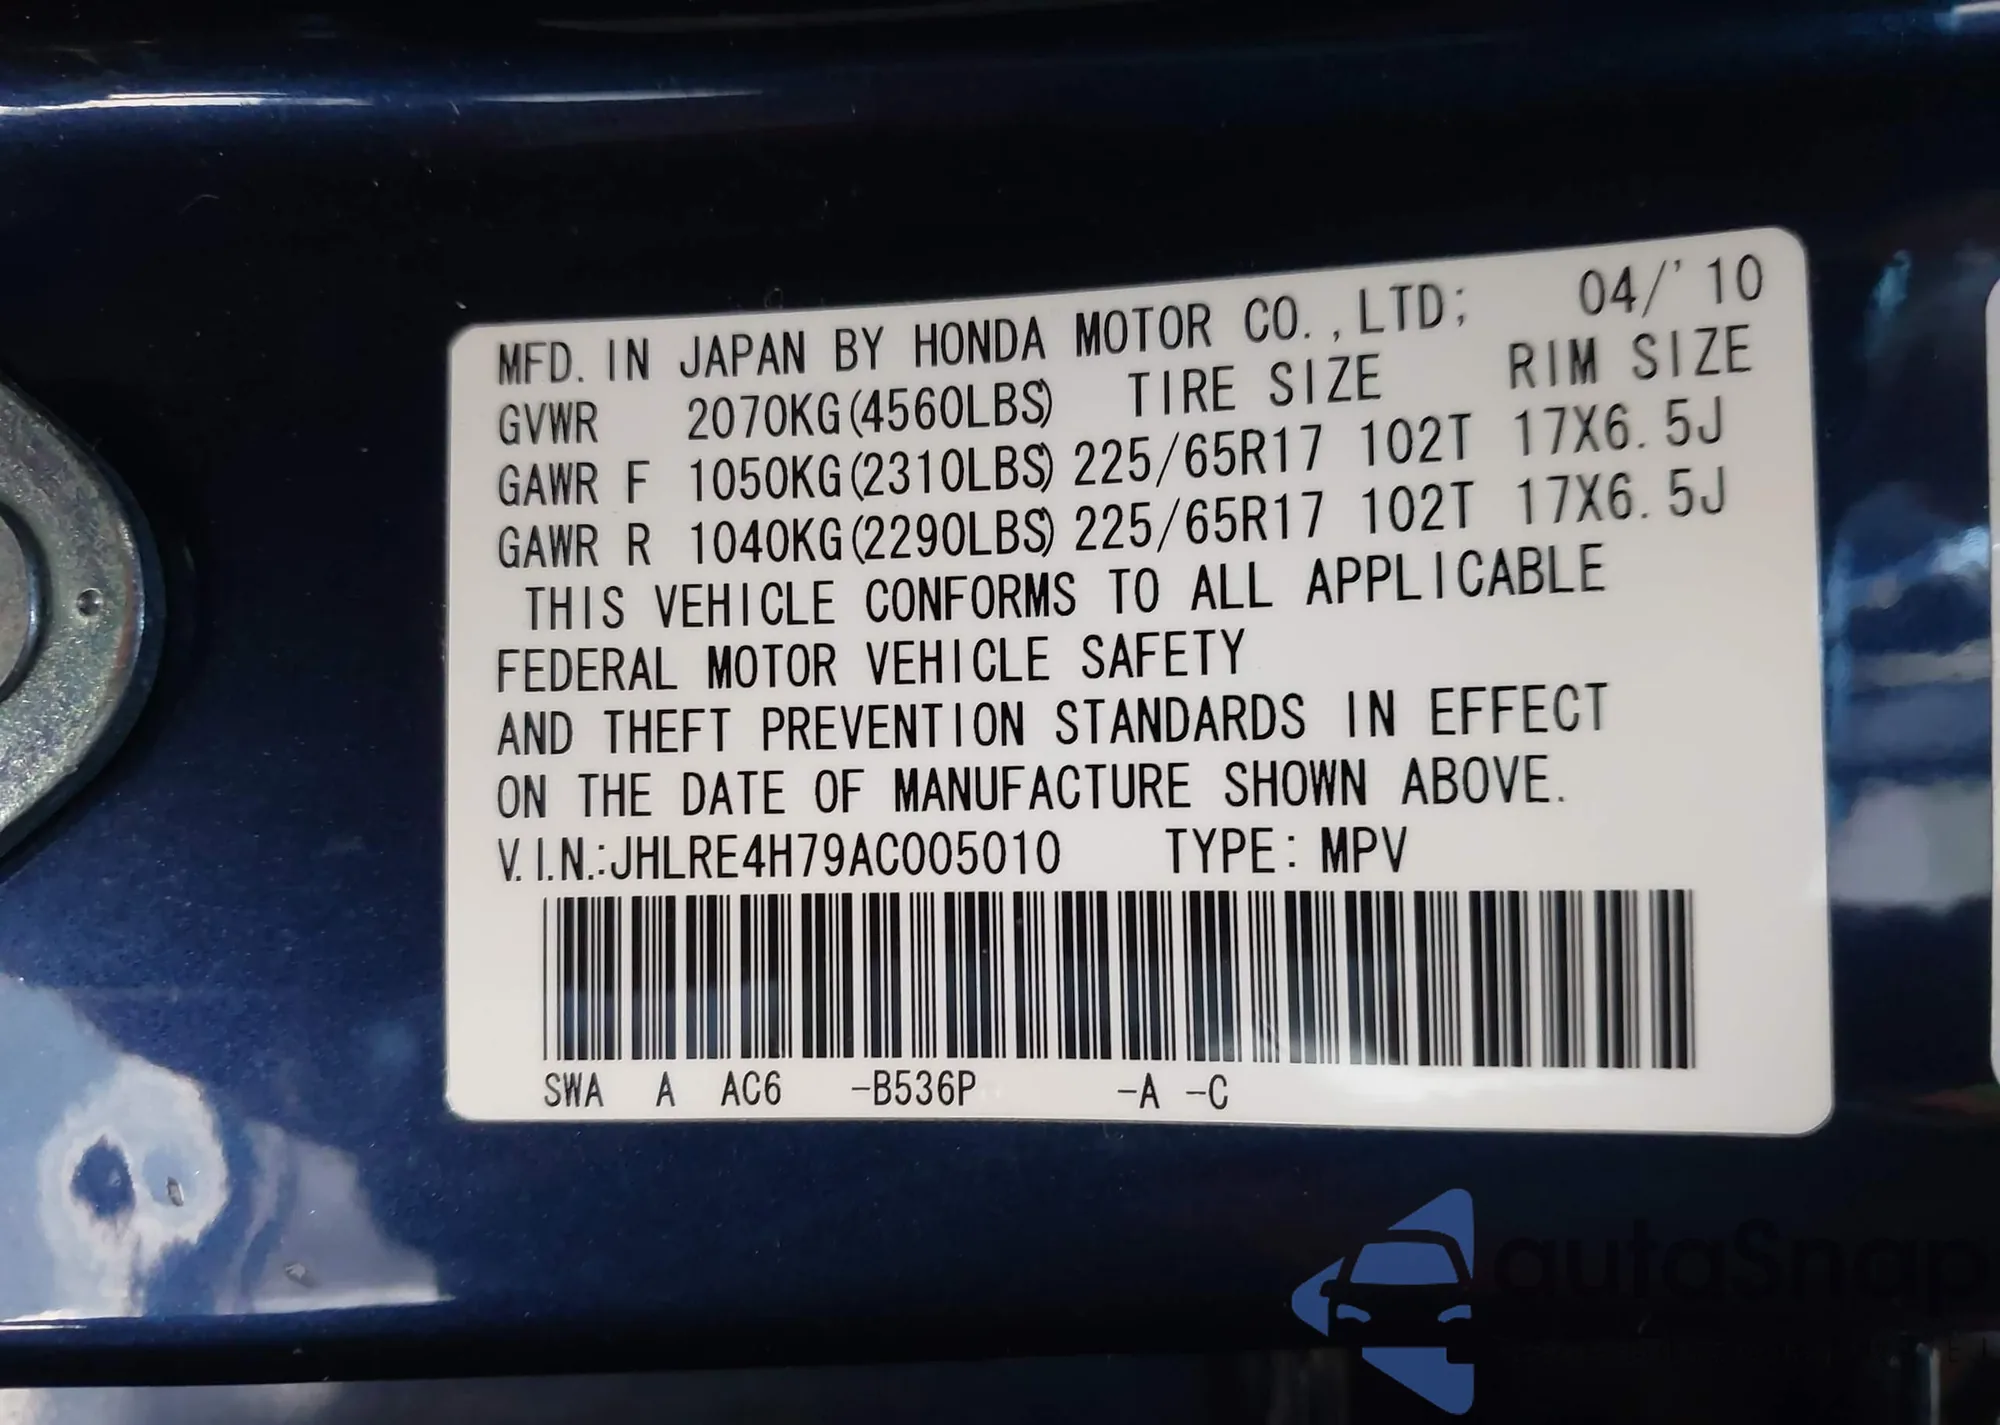 MFD. IN JAPAN BY HONDA MOTOR CO.,LTD; 04/'10
GVWR 2070KG(4560LBS) TIRE SIZE RIM SIZE
GAWR F 1050KG(2310LBS) 225/65R17 102T 17X6.5J
GAWR R 1040KG(2290LBS) 225/65R17 102T 17X6.5J
THIS VEHICLE CONFORMS TO ALL APPLICABLE
FEDERAL MOTOR VEHICLE SAFETY
AND THEFT PREVENTION STANDARDS IN EFFECT
ON THE DATE OF MANUFACTURE SHOWN ABOVE.
V.I.N.:JHLRE4H79AC005010 TYPE: MPV
SWA A AC6 -B536P -A -C
autaSnap